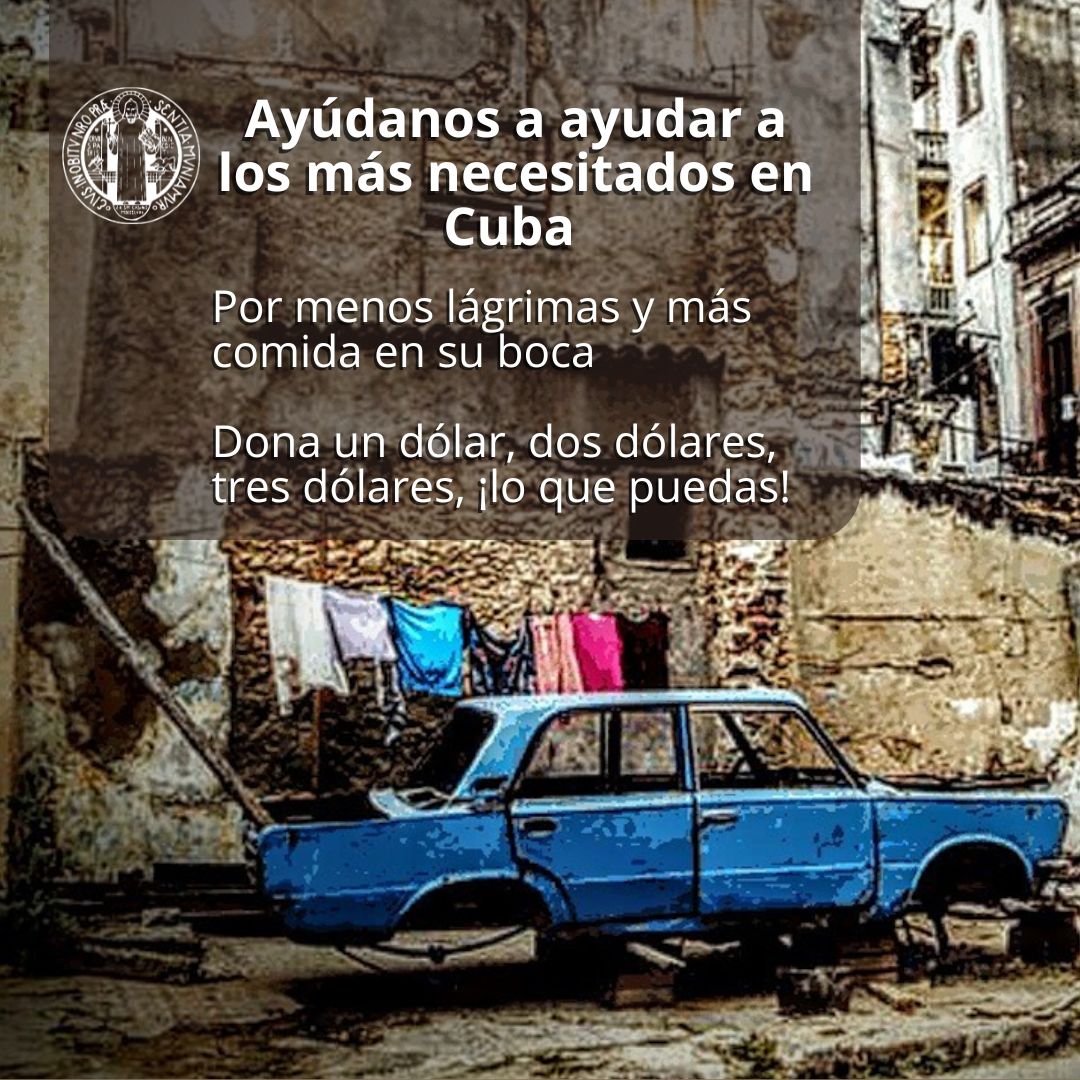 Ayúdanos a ayudar a
los más necesitados en
Cuba
Por menos lágrimas y más
comida en su boca
Dona un dólar, dos dólares,
tres dólares, ¡lo que puedas!